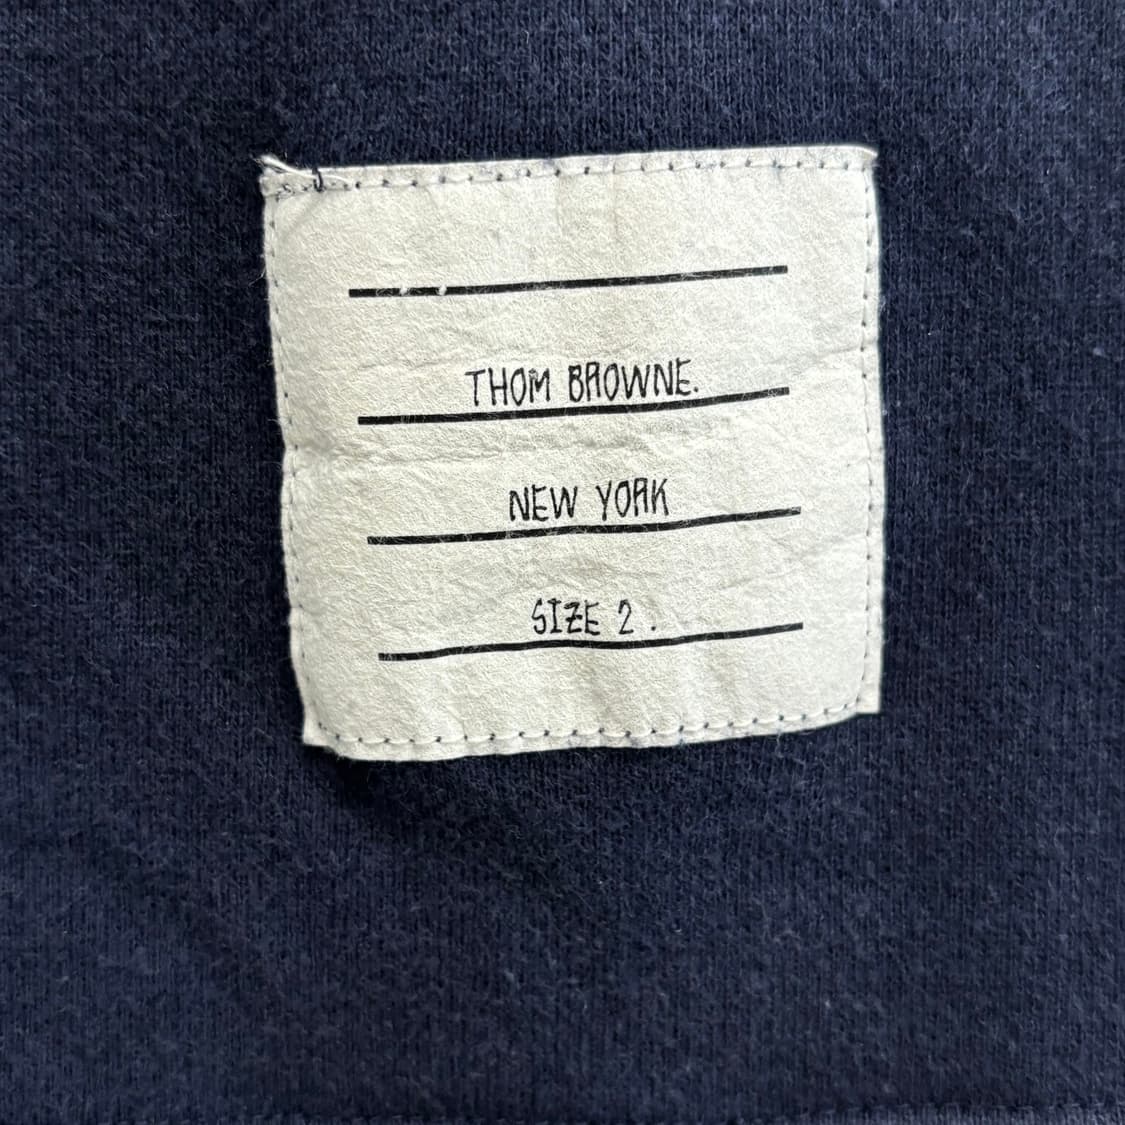 THOM BROWNE.
NEW YORK
SIZE 2.